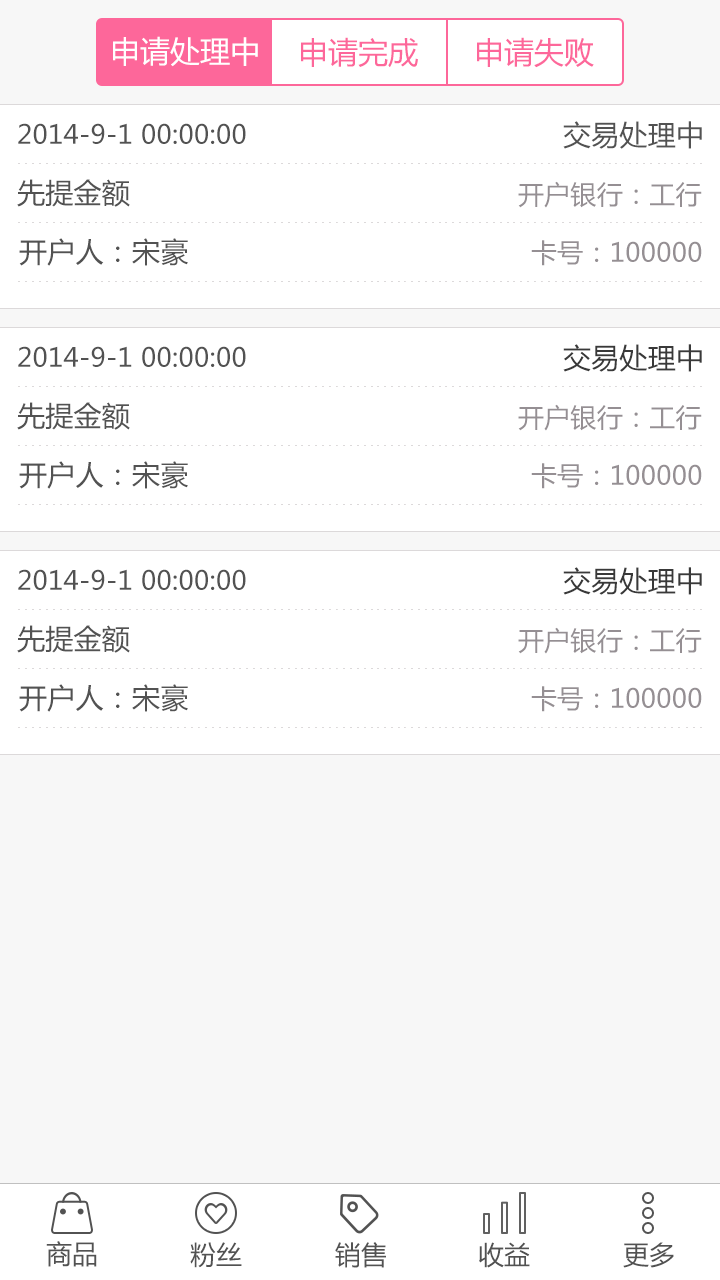 申请处理中 申请完成 申请失败
2014-9-1 00:00:00 交易处理中
先提金额 开户银行：工行
开户人：宋豪 卡号：100000
2014-9-1 00:00:00 交易处理中
先提金额 开户银行：工行
开户人：宋豪 卡号：100000
2014-9-1 00:00:00 交易处理中
先提金额 开户银行：工行
开户人：宋豪 卡号：100000
商品 粉丝 销售 收益 更多